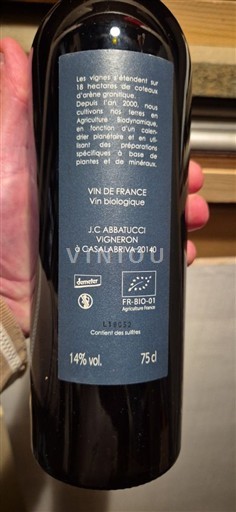 Les vignes s'étendent sur
18 hectares de coteaux
d'arène granitique.
Depuis l'an 2000, nous
cultivons nos terres en
Agriculture Biodynamique,
en fonction d'un calen-
drier planétaire et en uti-
lisant des préparations
spécifiques à base de
plantes et de minéraux.
VIN DE FRANCE
Vin biologique
J.C ABBATUCCI
VIGNERON
à CASALABRIVA 20140
VINIOU
demeter
FR-BIO-01
Agriculture France
Contient des sulfites
14% vol.
75 cl